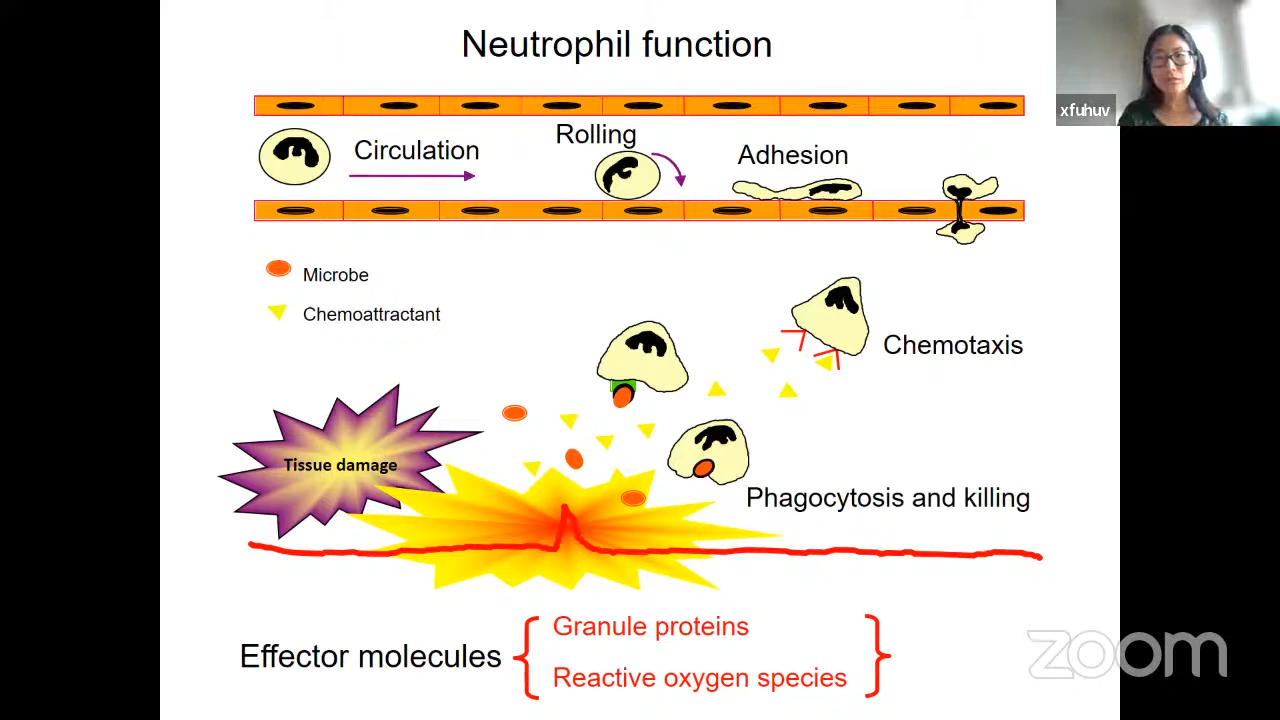 Neutrophil function
xfuhuv
Circulation
Rolling
Adhesion
Microbe
Chemoattractant
Chemotaxis
Tissue damage
Phagocytosis and killing
Effector molecules
Granule proteins
Reactive oxygen species
zoom